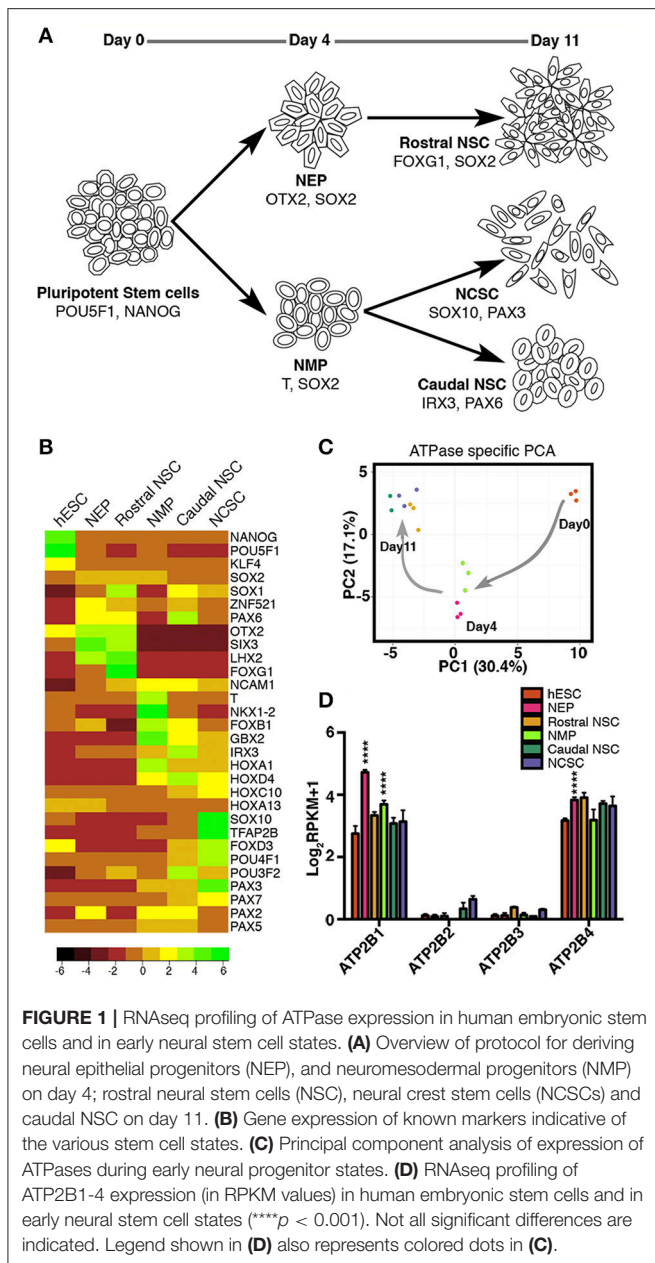 A
Day 0 Day 4 Day 11
NEP
OTX2, SOX2
Rostral NSC
FOXG1, SOX2
Pluripotent Stem cells
POU5F1, NANOG
NMP
T, SOX2
NCSC
SOX10, PAX3
Caudal NSC
IRX3, PAX6
B
hESC
NEP
Rostral NSC
NMP
Caudal NSC
NCSC
NANOG
POU5F1
KLF4
SOX2
SOX1
ZNF521
PAX6
OTX2
SIX3
LHX2
FOXG1
NCAM1
T
NKX1-2
FOXB1
GBX2
IRX3
HOXA1
HOXD4
HOXC10
HOXA13
SOX10
TFAP2B
FOXD3
POU4F1
POU3F2
PAX3
PAX7
PAX2
PAX5
-6 -4 -2 0 2 4 6
C
ATPase specific PCA
PC2 (17.1%)
5
0
-5
Day0
Day11
Day4
-5 0 5 10
PC1 (30.4%)
D
hESC
NEP
Rostral NSC
NMP
Caudal NSC
NCSC
Log2RPKM+1
6
4
2
0
****
****
****
ATP2B1
ATP2B2
ATP2B3
ATP2B4
FIGURE 1 | RNAseq profiling of ATPase expression in human embryonic stem
cells and in early neural stem cell states. (A) Overview of protocol for deriving
neural epithelial progenitors (NEP), and neuromesodermal progenitors (NMP)
on day 4; rostral neural stem cells (NSC), neural crest stem cells (NCSCs) and
caudal NSC on day 11. (B) Gene expression of known markers indicative of
the various stem cell states. (C) Principal component analysis of expression of
ATPases during early neural progenitor states. (D) RNAseq profiling of
ATP2B1-4 expression (in RPKM values) in human embryonic stem cells and in
early neural stem cell states (****p < 0.001). Not all significant differences are
indicated. Legend shown in (D) also represents colored dots in (C).